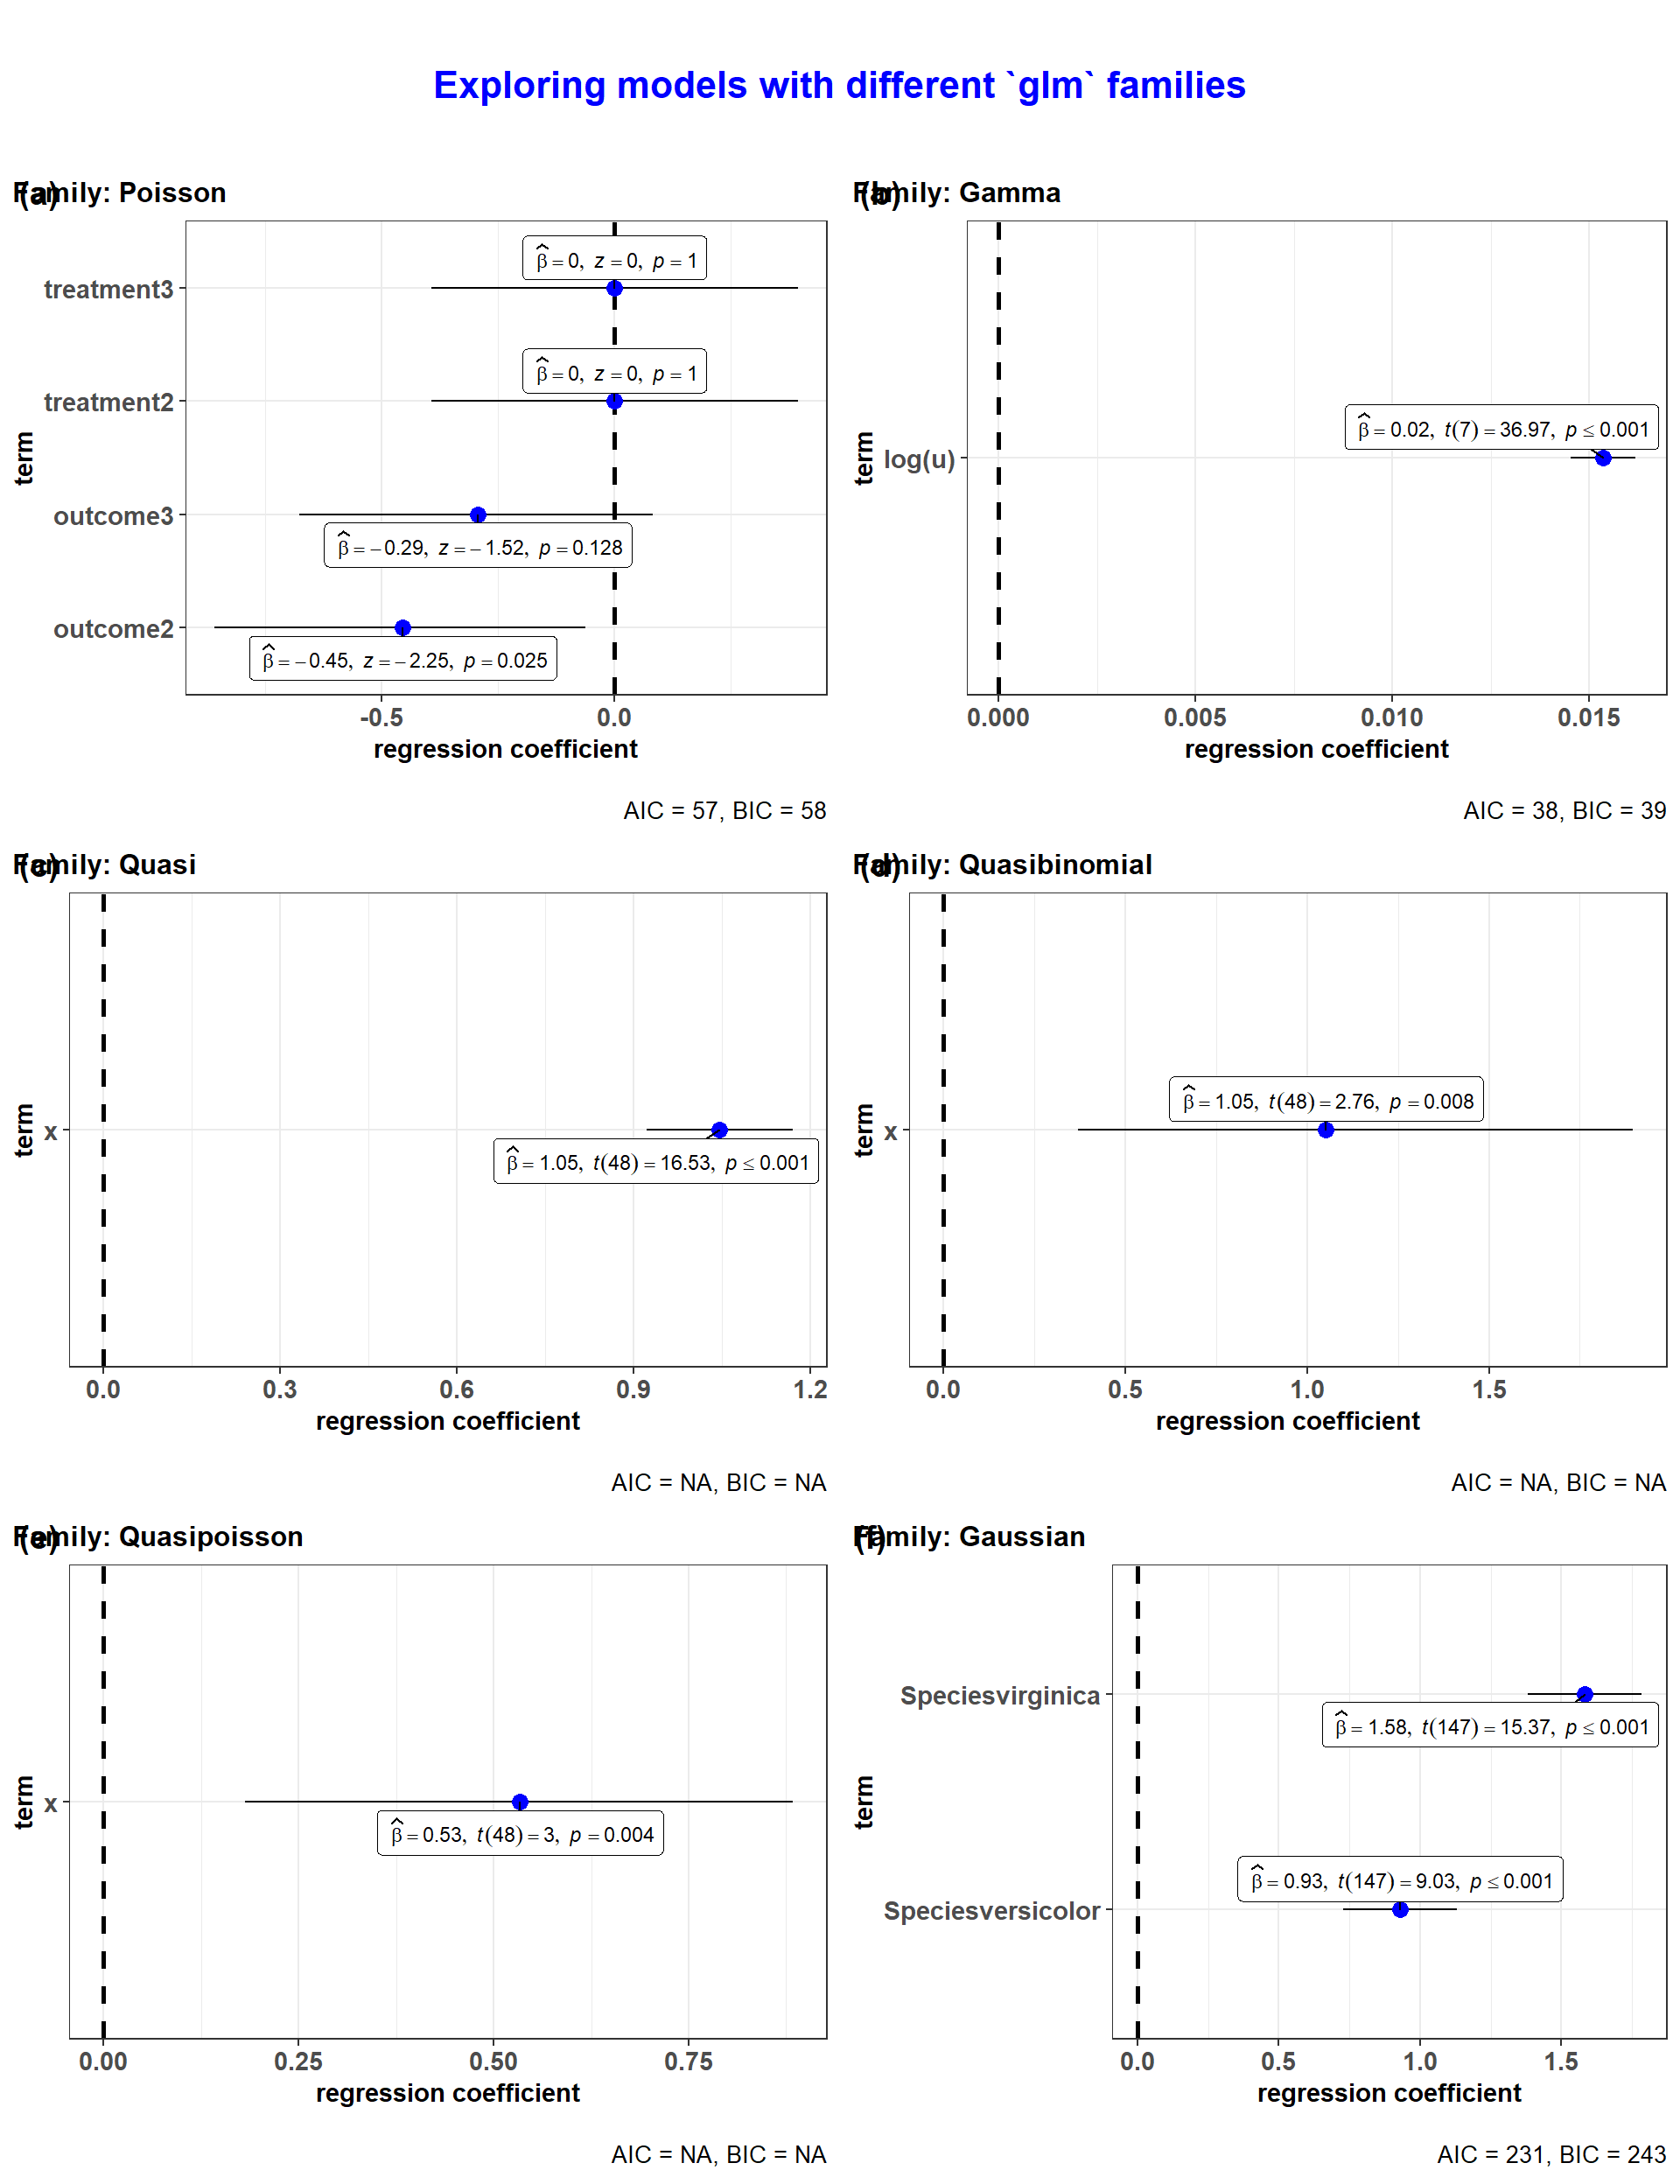 Exploring models with different `glm` families
(a) Family: Poisson
treatment3
treatment2
outcome3
outcome2
term
β̂ = 0, z = 0, p = 1
β̂ = 0, z = 0, p = 1
β̂ = −0.29, z = −1.52, p = 0.128
β̂ = −0.45, z = −2.25, p = 0.025
-0.5 0.0
regression coefficient
AIC = 57, BIC = 58
(b) Family: Gamma
term
log(u)
β̂ = 0.02, t(7) = 36.97, p ≤ 0.001
0.000 0.005 0.010 0.015
regression coefficient
AIC = 38, BIC = 39
(c) Family: Quasi
term
x
β̂ = 1.05, t(48) = 16.53, p ≤ 0.001
0.0 0.3 0.6 0.9 1.2
regression coefficient
AIC = NA, BIC = NA
(d) Family: Quasibinomial
term
x
β̂ = 1.05, t(48) = 2.76, p = 0.008
0.0 0.5 1.0 1.5
regression coefficient
AIC = NA, BIC = NA
(e) Family: Quasipoisson
term
x
β̂ = 0.53, t(48) = 3, p = 0.004
0.00 0.25 0.50 0.75
regression coefficient
AIC = NA, BIC = NA
(f) Family: Gaussian
term
Speciesvirginica
Speciesversicolor
β̂ = 1.58, t(147) = 15.37, p ≤ 0.001
β̂ = 0.93, t(147) = 9.03, p ≤ 0.001
0.0 0.5 1.0 1.5
regression coefficient
AIC = 231, BIC = 243